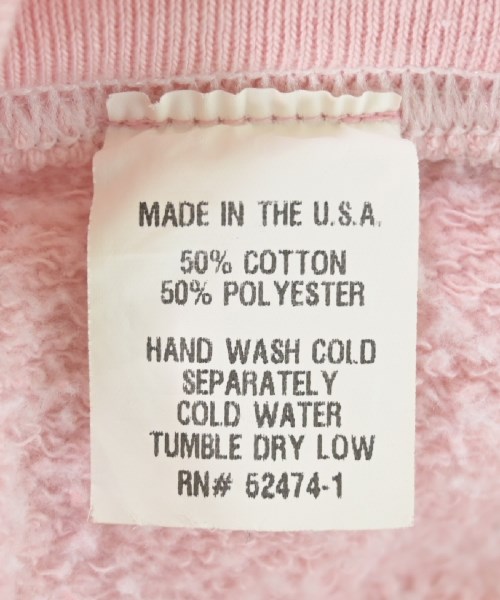 MADE IN THE U.S.A.
50% COTTON
50% POLYESTER
HAND WASH COLD
SEPARATELY
COLD WATER
TUMBLE DRY LOW
RN# 52474-1